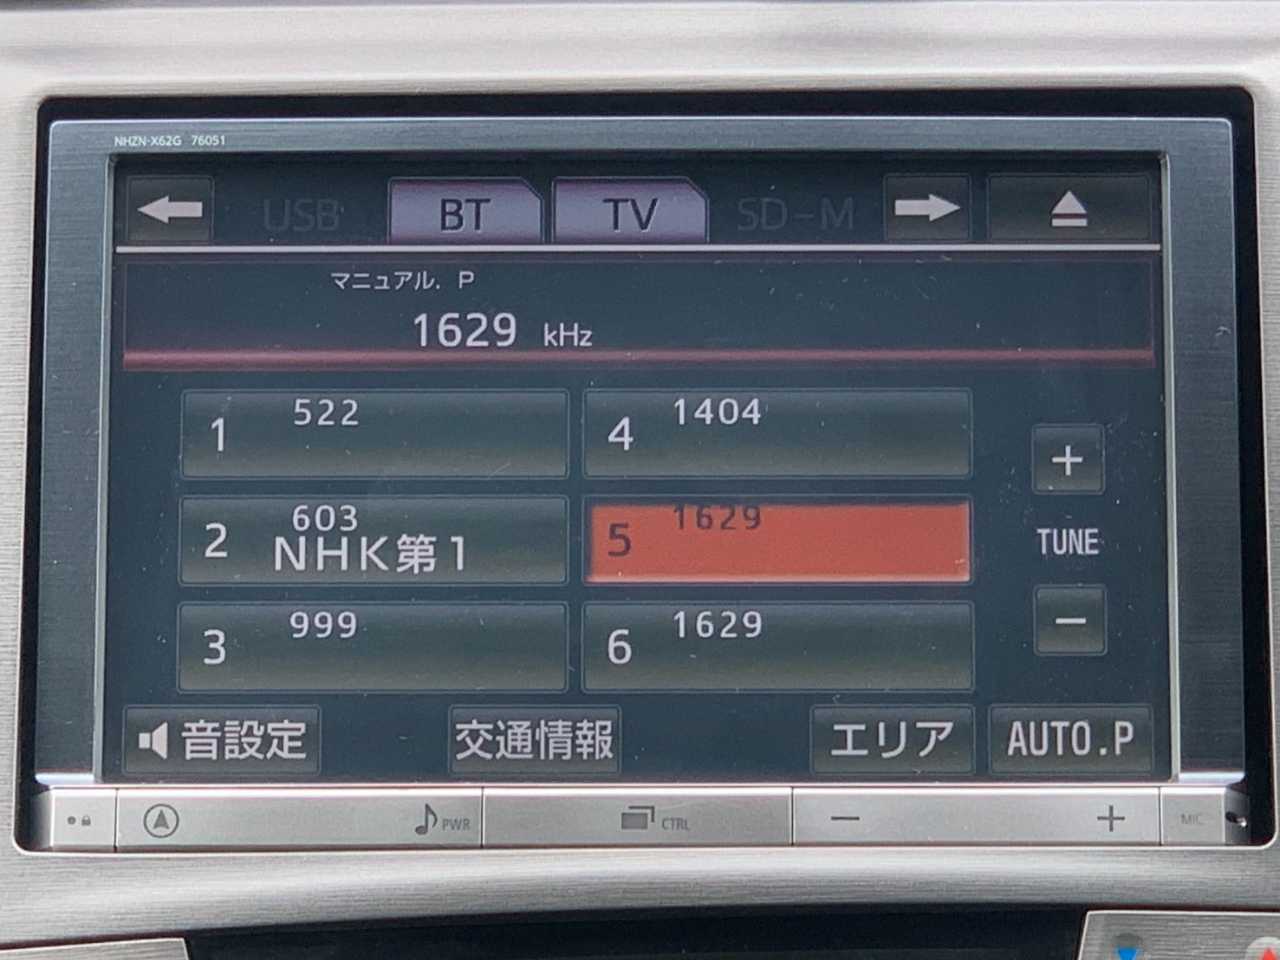 NHZN-X62G 76051
USB BT TV SD-M
マニュアル. P
1629 kHz
1 522
4 1404
2 603
NHK第1
5 1629
3 999
6 1629
+
TUNE
−
音設定 交通情報 エリア AUTO.P
PWR CTRL − + MIC